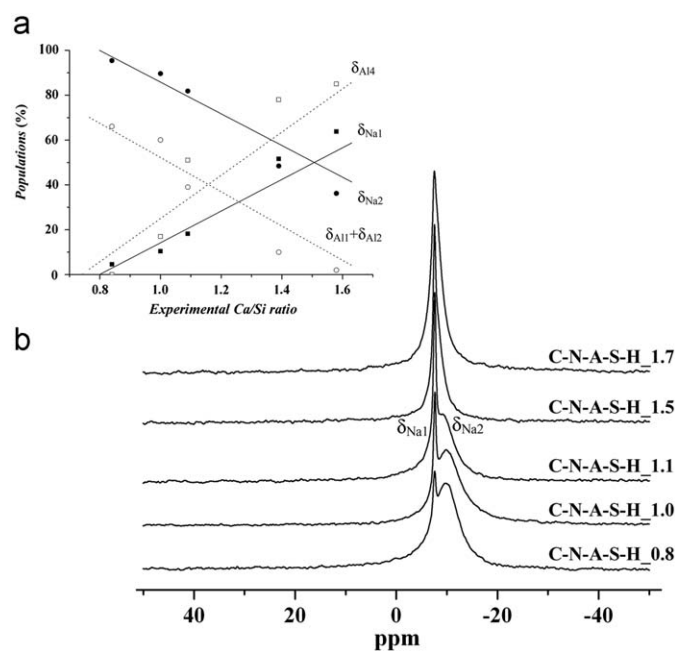 a
100
80
60
40
20
0
Populations (%)
δAl4
δNa1
δNa2
δAl1+δAl2
0.8 1.0 1.2 1.4 1.6
Experimental Ca/Si ratio
b
C-N-A-S-H_1.7
C-N-A-S-H_1.5
δNa1 δNa2
C-N-A-S-H_1.1
C-N-A-S-H_1.0
C-N-A-S-H_0.8
40 20 0 -20 -40
ppm